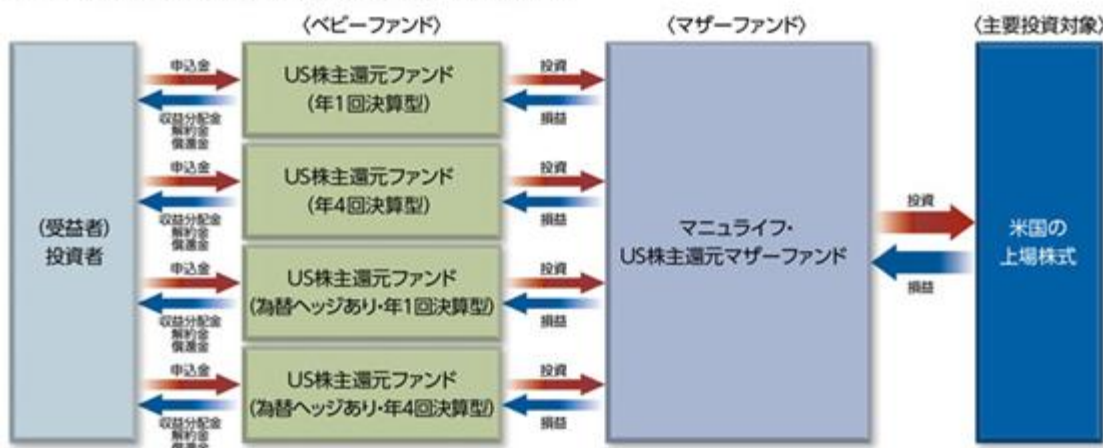 〈ベビーファンド〉
〈マザーファンド〉
〈主要投資対象〉
(受益者)
投資者
申込金
収益分配金
解約金
償還金
US株主還元ファンド
(年1回決算型)
投資
損益
申込金
収益分配金
解約金
償還金
US株主還元ファンド
(年4回決算型)
投資
損益
申込金
収益分配金
解約金
償還金
US株主還元ファンド
(為替ヘッジあり・年1回決算型)
投資
損益
申込金
収益分配金
解約金
償還金
US株主還元ファンド
(為替ヘッジあり・年4回決算型)
投資
損益
マニュライフ・
US株主還元マザーファンド
投資
損益
米国の
上場株式